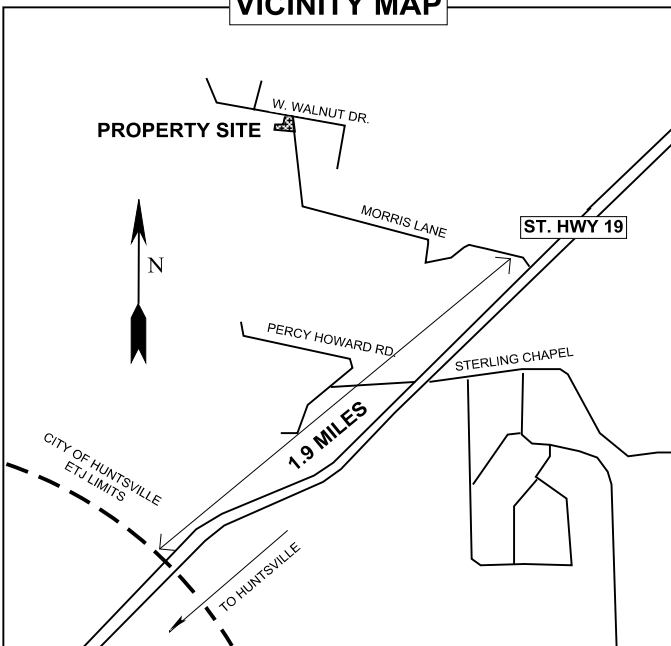 VICINITY MAP
W. WALNUT DR.
PROPERTY SITE
MORRIS LANE
ST. HWY 19
N
PERCY HOWARD RD.
STERLING CHAPEL
1.9 MILES
CITY OF HUNTSVILLE
ETJ LIMITS
TO HUNTSVILLE